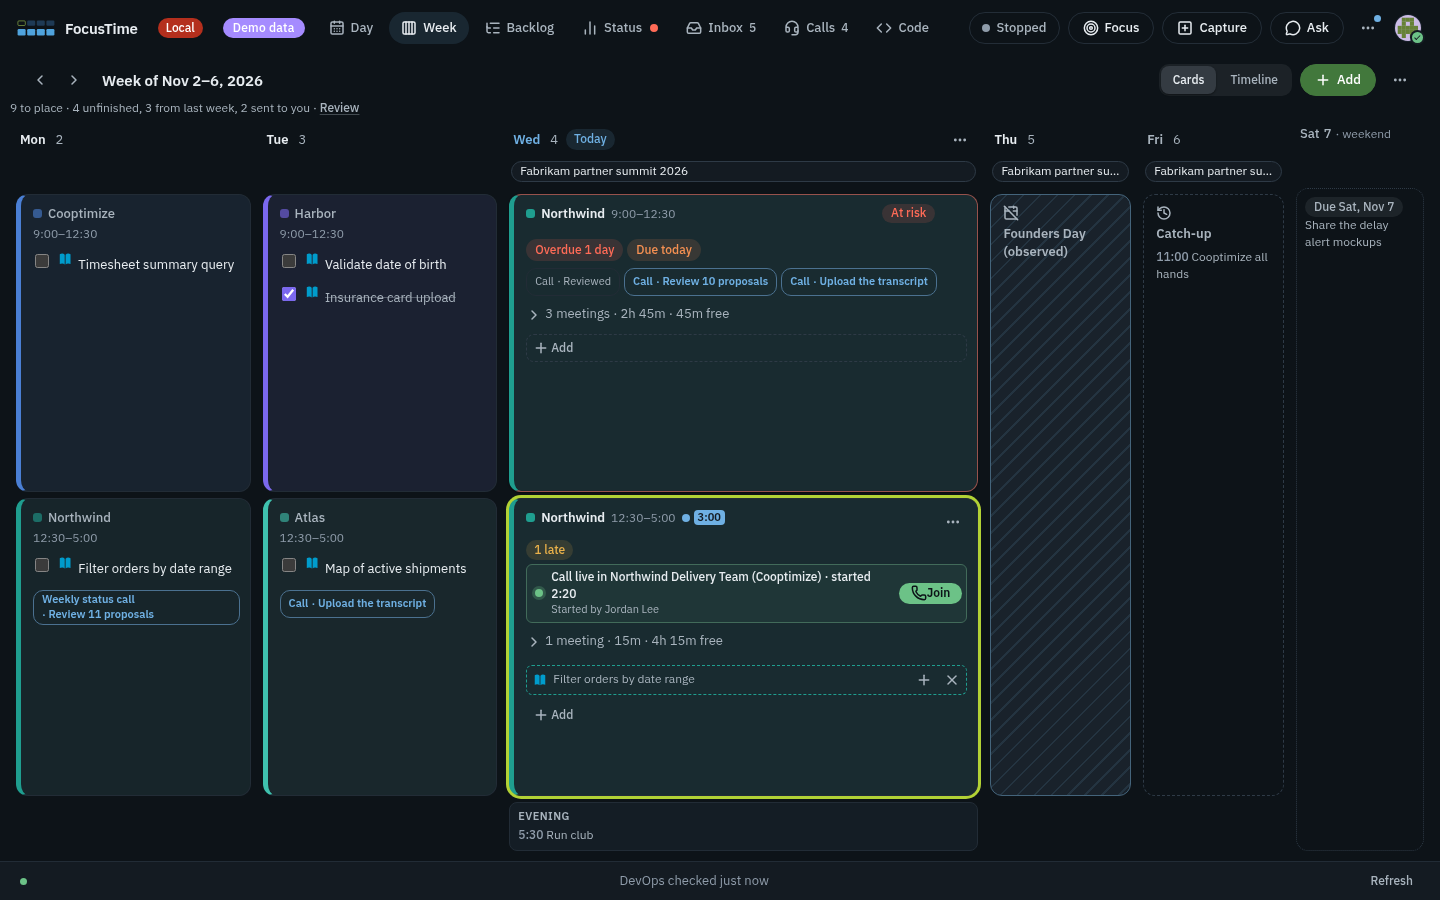 FocusTime
Local
Demo data
Day
Week
Backlog
Status
Inbox 5
Calls 4
Code
Stopped
Focus
Capture
Ask
Week of Nov 2–6, 2026
Cards
Timeline
Add
9 to place · 4 unfinished, 3 from last week, 2 sent to you · Review
Mon 2
Tue 3
Wed 4 Today
Thu 5
Fri 6
Sat 7 · weekend
Fabrikam partner summit 2026
Fabrikam partner su...
Fabrikam partner su...
Cooptimize
9:00–12:30
Timesheet summary query
Harbor
9:00–12:30
Validate date of birth
Insurance card upload
Northwind 9:00–12:30
At risk
Overdue 1 day
Due today
Call · Reviewed
Call · Review 10 proposals
Call · Upload the transcript
3 meetings · 2h 45m · 45m free
Add
Founders Day
(observed)
Catch-up
11:00 Cooptimize all
hands
Due Sat, Nov 7
Share the delay
alert mockups
Northwind
12:30–5:00
Filter orders by date range
Weekly status call
· Review 11 proposals
Atlas
12:30–5:00
Map of active shipments
Call · Upload the transcript
Northwind 12:30–5:00 3:00
1 late
Call live in Northwind Delivery Team (Cooptimize) · started
2:20
Started by Jordan Lee
Join
1 meeting · 15m · 4h 15m free
Filter orders by date range
Add
EVENING
5:30 Run club
DevOps checked just now
Refresh